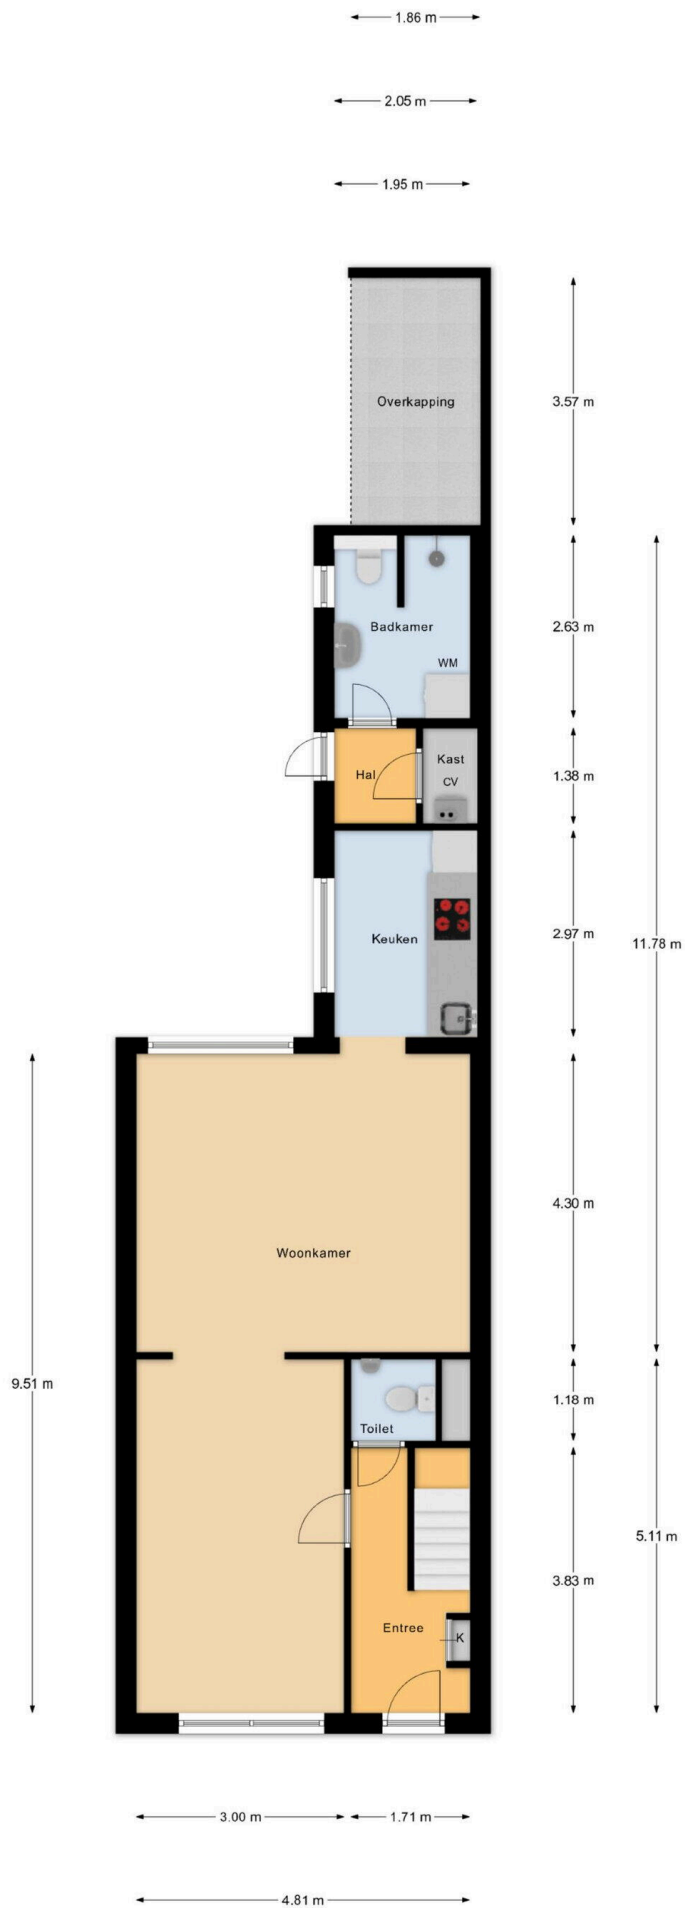 1.86 m
2.05 m
1.95 m
Overkapping
3.57 m
Badkamer
2.63 m
WM
Kast
Hal
CV
1.38 m
Keuken
2.97 m
11.78 m
4.30 m
Woonkamer
9.51 m
1.18 m
Toilet
5.11 m
3.83 m
Entree
K
3.00 m
1.71 m
4.81 m